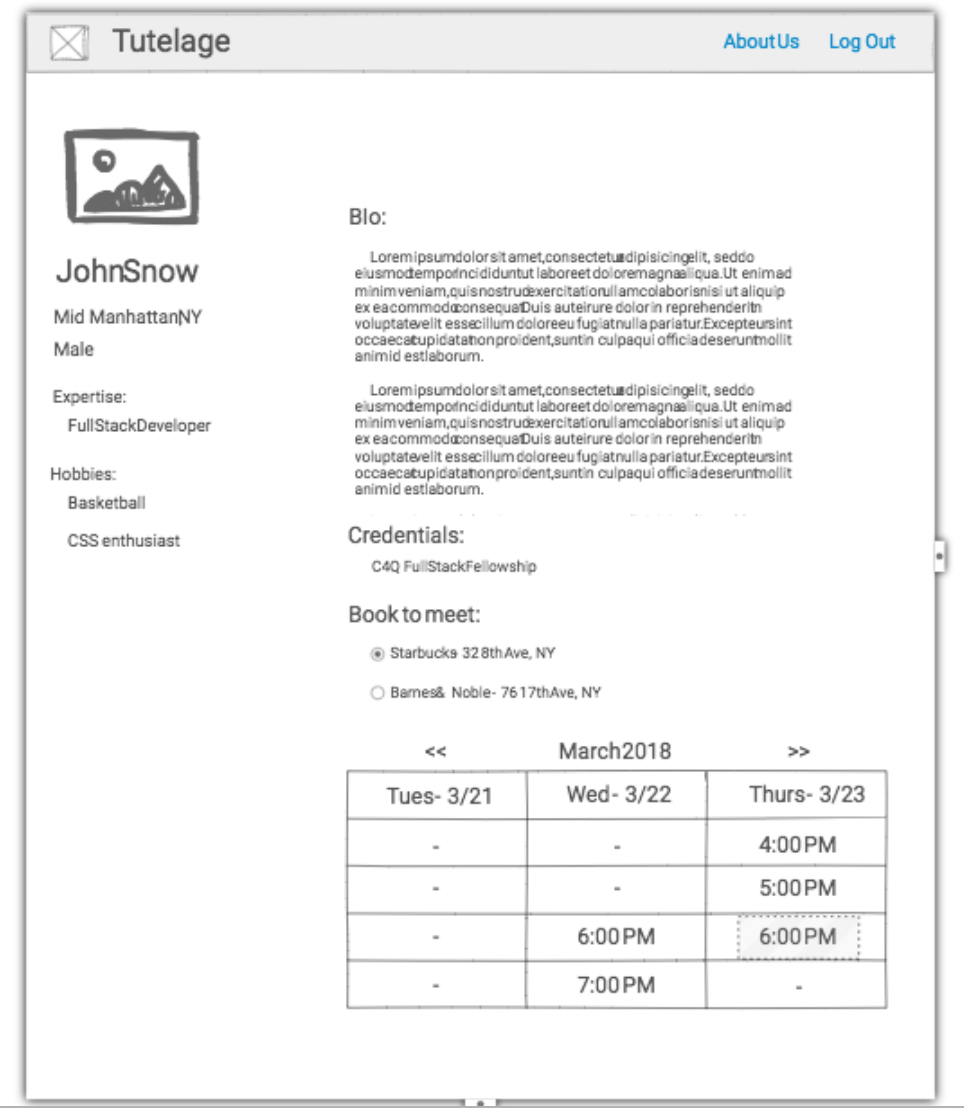 Tutelage
About Us Log Out
John Snow
Mid Manhattan, NY
Male
Expertise:
Full Stack Developer
Hobbies:
Basketball
CSS enthusiast
BIo:
Lorem ipsum dolor sit amet, consectetur adipisicing elit, sed do
eiusmod tempor incididunt ut labore et dolore magna aliqua. Ut enim ad
minim veniam, quis nostrud exercitation ullamco laboris nisi ut aliquip
ex ea commodo consequat. Duis aute irure dolor in reprehenderit in
voluptate velit esse cillum dolore eu fugiat nulla pariatur. Excepteur sint
occaecat cupidatat non proident, sunt in culpa qui officia deserunt mollit
anim id est laborum.
Lorem ipsum dolor sit amet, consectetur adipisicing elit, sed do
eiusmod tempor incididunt ut labore et dolore magna aliqua. Ut enim ad
minim veniam, quis nostrud exercitation ullamco laboris nisi ut aliquip
ex ea commodo consequat. Duis aute irure dolor in reprehenderit in
voluptate velit esse cillum dolore eu fugiat nulla pariatur. Excepteur sint
occaecat cupidatat non proident, sunt in culpa qui officia deserunt mollit
anim id est laborum.
Credentials:
C4Q Full Stack Fellowship
Book to meet:
Starbucks - 32 8th Ave, NY
Barnes & Noble - 76 17th Ave, NY
<< March 2018 >>
Tues - 3/21 Wed - 3/22 Thurs - 3/23
- - 4:00 PM
- - 5:00 PM
- 6:00 PM 6:00 PM
- 7:00 PM -